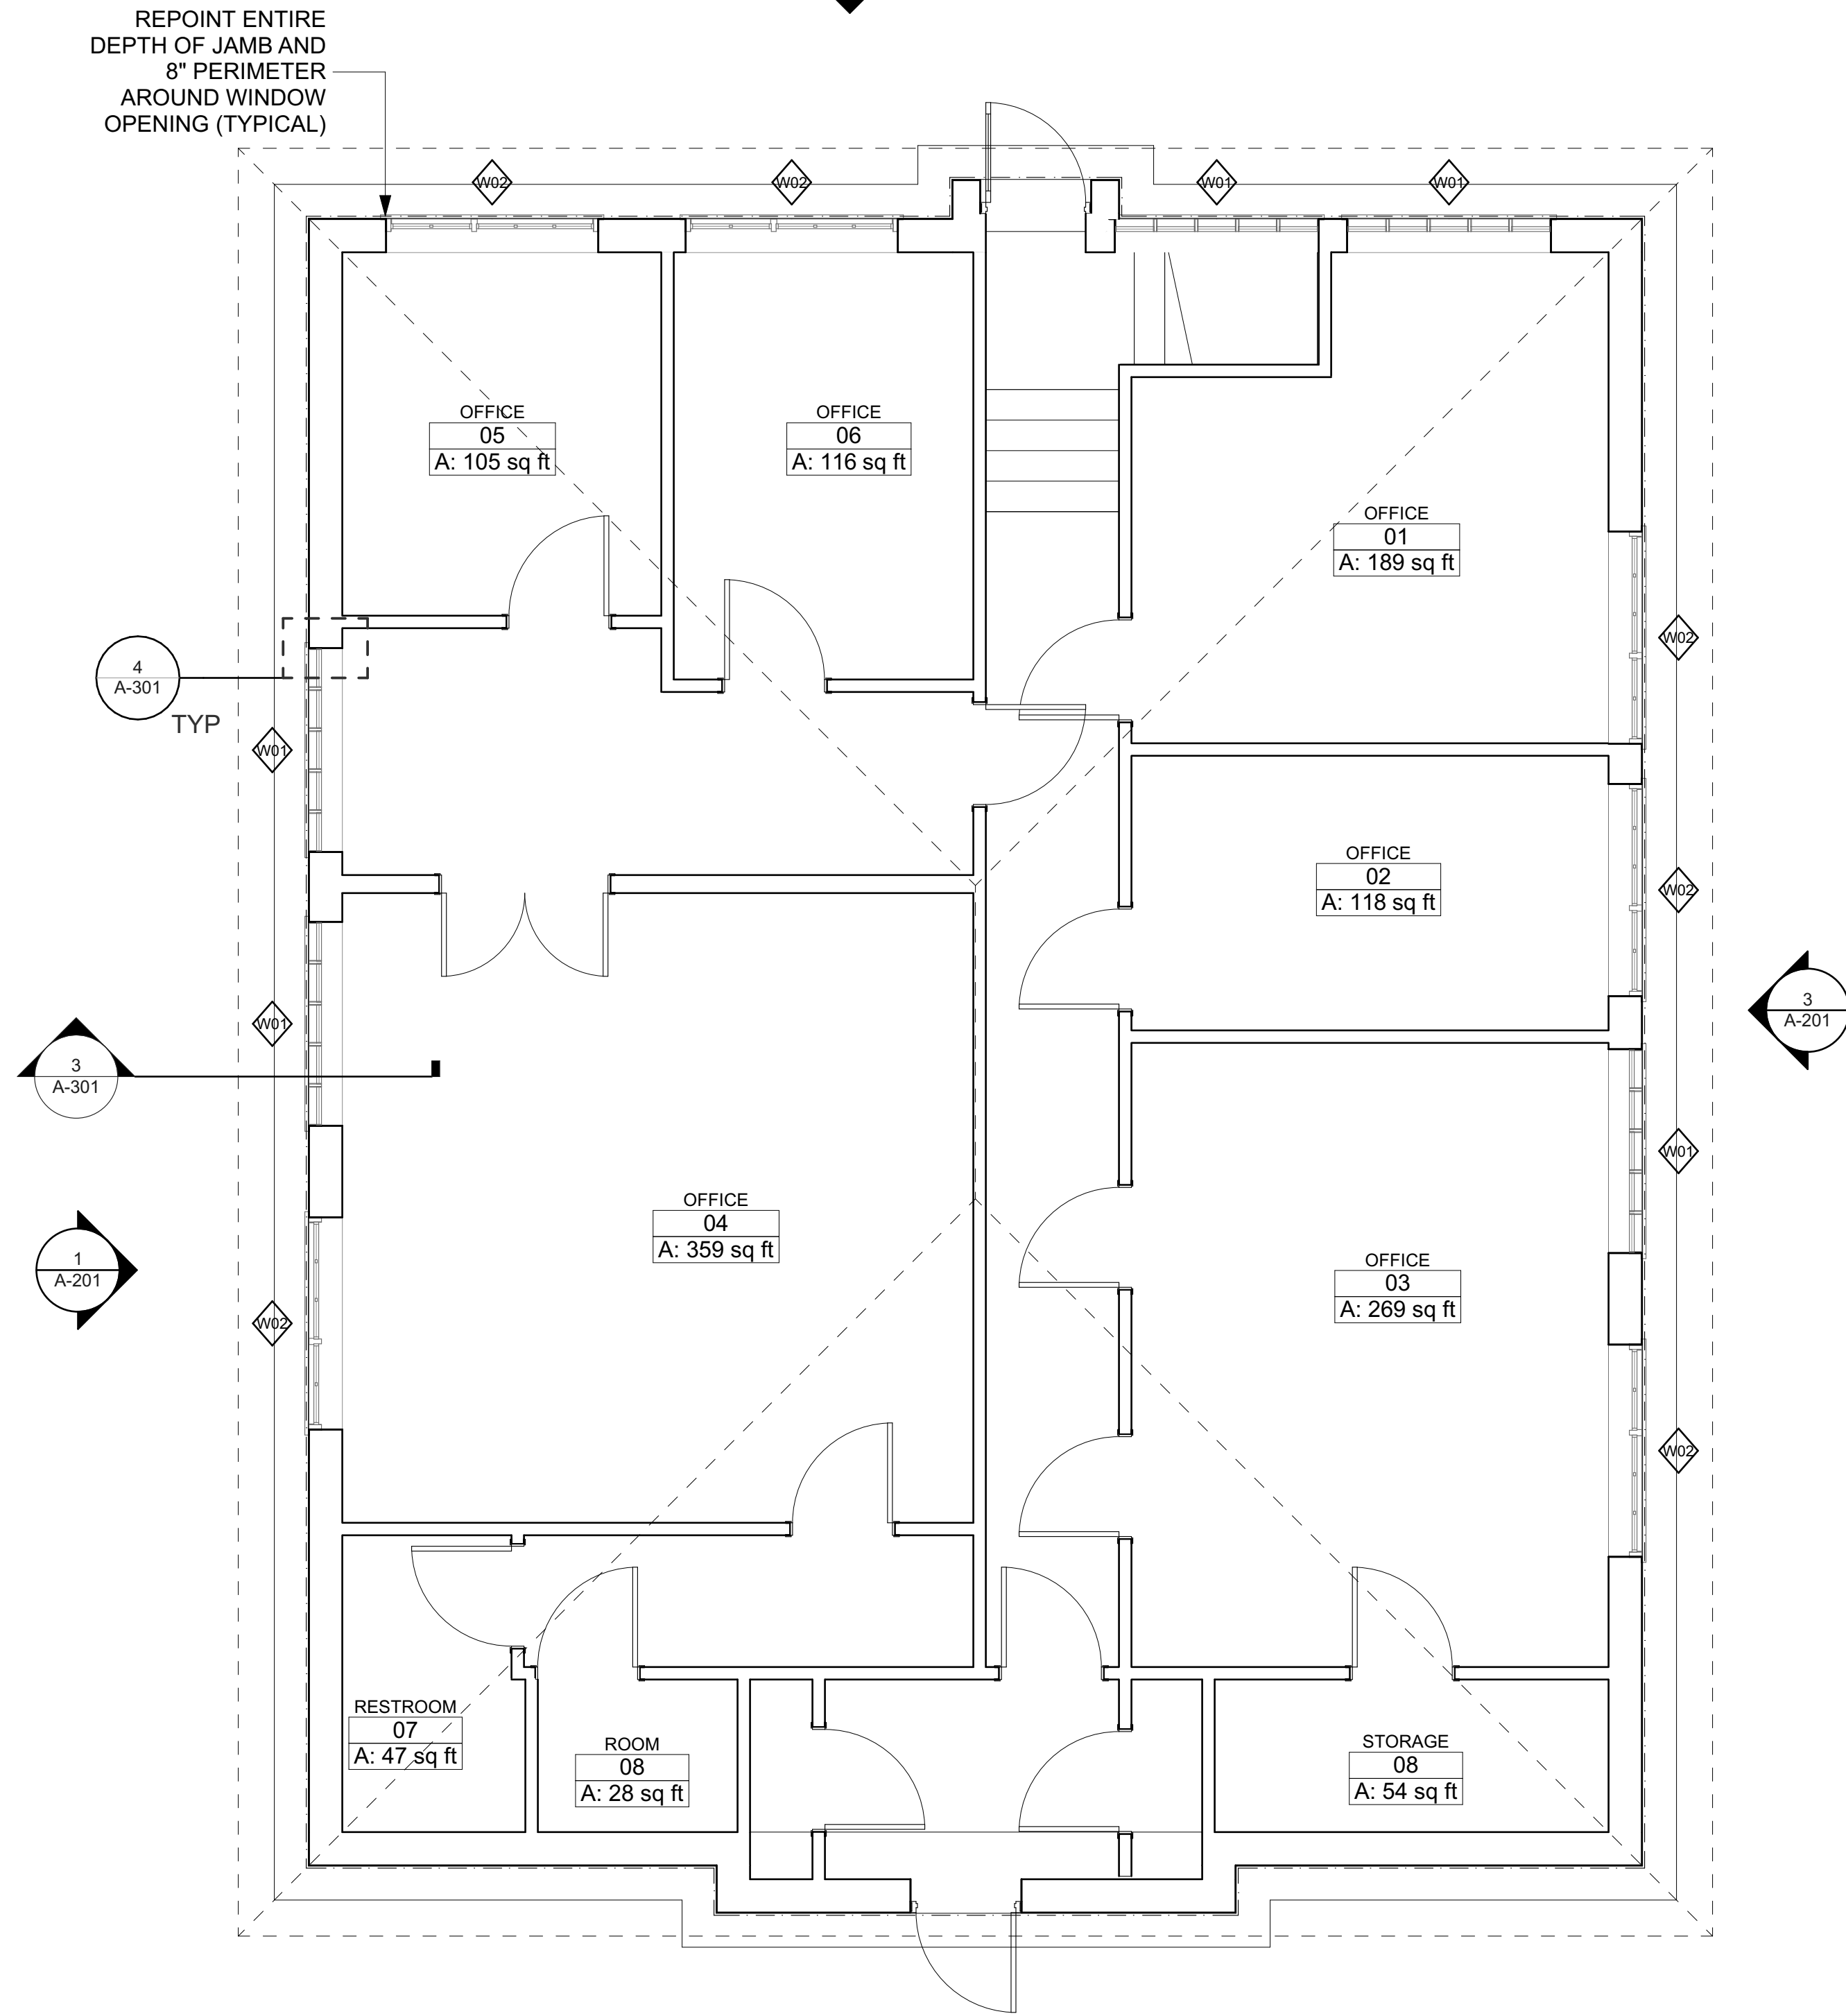 REPOINT ENTIRE
DEPTH OF JAMB AND
8" PERIMETER
AROUND WINDOW
OPENING (TYPICAL)
W02
W02
W01
W01
OFFICE
05
A: 105 sq ft
OFFICE
06
A: 116 sq ft
OFFICE
01
A: 189 sq ft
4
A-301
TYP
W01
W02
OFFICE
02
A: 118 sq ft
W02
3
A-201
W01
3
A-301
W01
OFFICE
04
A: 359 sq ft
1
A-201
OFFICE
03
A: 269 sq ft
W02
W02
RESTROOM
07
A: 47 sq ft
ROOM
08
A: 28 sq ft
STORAGE
08
A: 54 sq ft